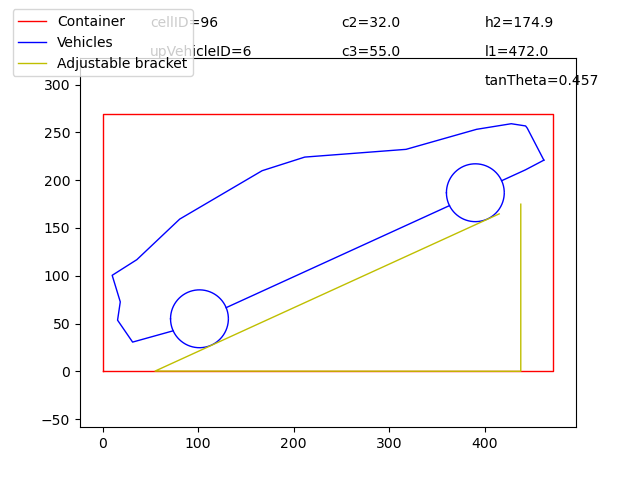 cellID=96 c2=32.0 h2=174.9
upVehicleID=6 c3=55.0 l1=472.0
tanTheta=0.457
Container
Vehicles
Adjustable bracket
300
250
200
150
100
50
0
−50
0 100 200 300 400